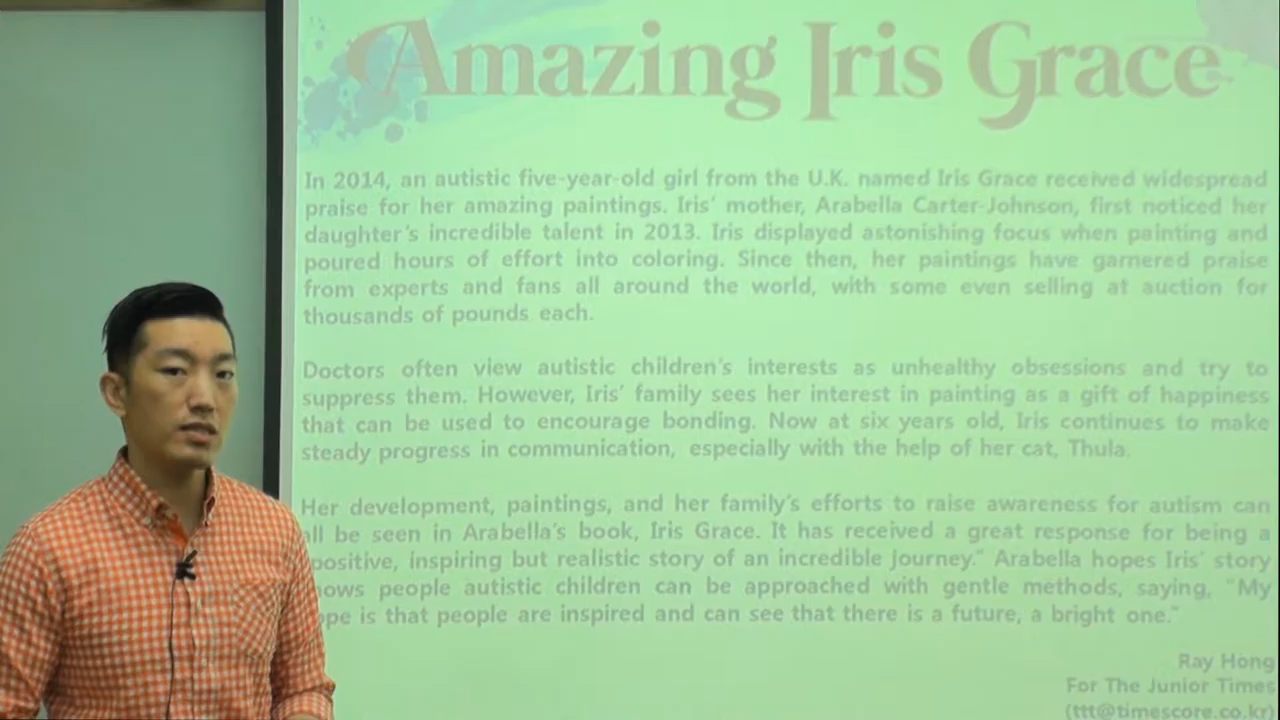 Amazing Iris Grace
In 2014, an autistic five-year-old girl from the U.K. named Iris Grace received widespread
praise for her amazing paintings. Iris' mother, Arabella Carter-Johnson, first noticed her
daughter's incredible talent in 2013. Iris displayed astonishing focus when painting and
poured hours of effort into coloring. Since then, her paintings have garnered praise
from experts and fans all around the world, with some even selling at auction for
thousands of pounds each.
Doctors often view autistic children's interests as unhealthy obsessions and try to
suppress them. However, Iris' family sees her interest in painting as a gift of happiness
that can be used to encourage bonding. Now at six years old, Iris continues to make
steady progress in communication, especially with the help of her cat, Thula.
Her development, paintings, and her family's efforts to raise awareness for autism can
all be seen in Arabella's book, Iris Grace. It has received a great response for being a
positive, inspiring but realistic story of an incredible Journey." Arabella hopes Iris' story
people autistic children can be approached with gentle methods, saying, "My
is that people are inspired and can see that there is a future, a bright one."
Ray Hong
For The Junior Times
(ttt@timescore.co.kr)